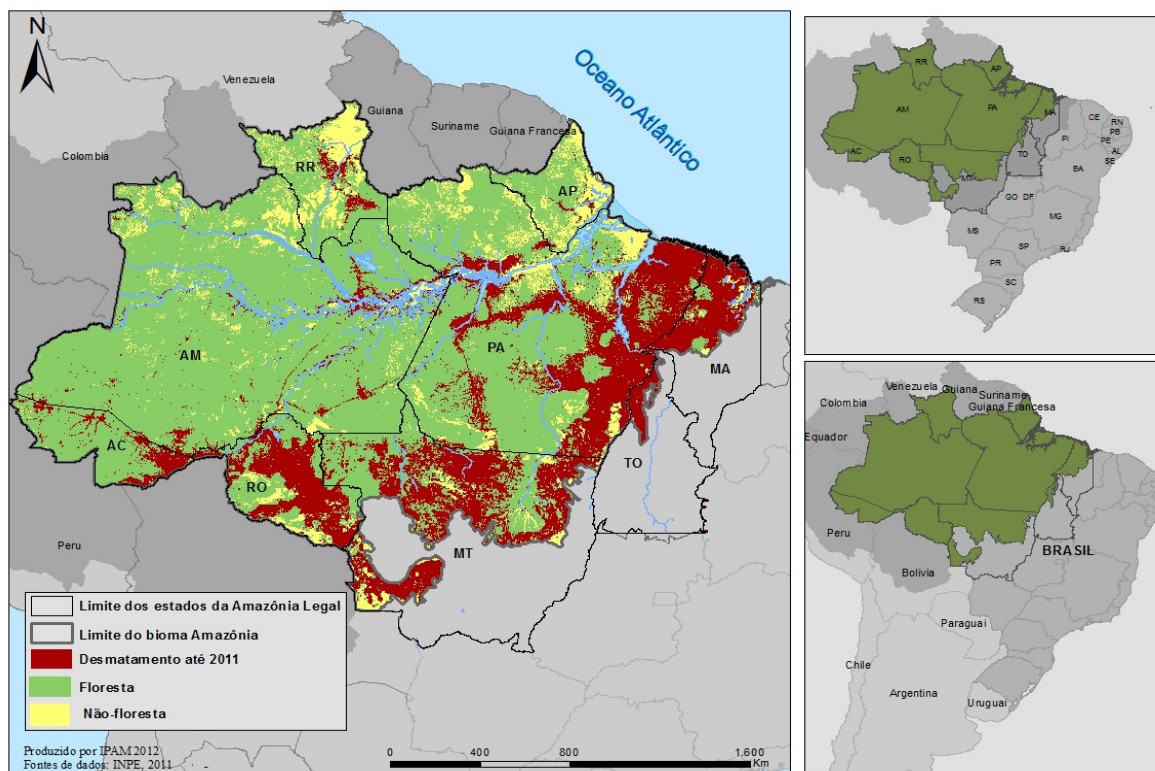 N
Venezuela
Guiana
Suriname
Guiana Francesa
Oceano Atlântico
Colombia
RR
AP
AM
PA
MA
AC
RO
TO
MT
Peru
Limite dos estados da Amazônia Legal
Limite do bioma Amazônia
Desmatamento até 2011
Floresta
Não-floresta
Produzido por IPAM 2012
Fontes de dados: INPE, 2011
0 400 800 1,600
Km
RR
AP
AM
PA
MA
CE
RN
PB
PE
AL
SE
PI
AC
RO
TO
BA
GO DF
MG
MS
SP
RJ
PR
SC
RS
Venezuela
Guiana
Suriname
Guiana Francesa
Colombia
Equador
Peru
BRASIL
Bolivia
Paraguai
Chile
Argentina
Uruguai